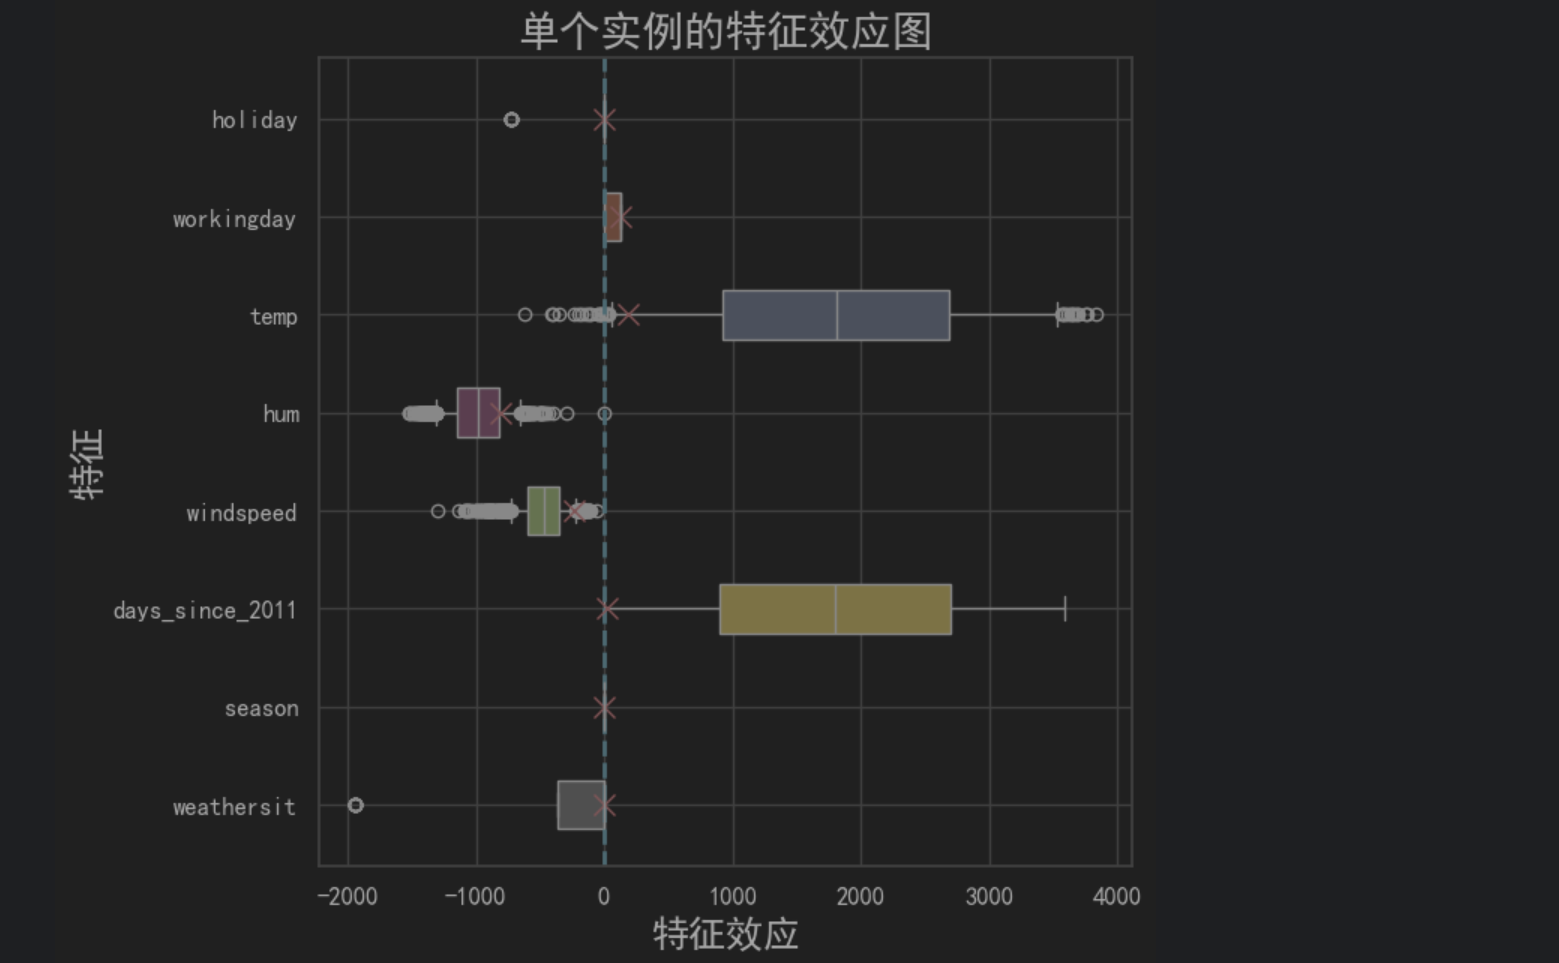 单个实例的特征效应图
holiday
workingday
temp
hum
windspeed
days_since_2011
season
weathersit
特征
−2000 −1000 0 1000 2000 3000 4000
特征效应